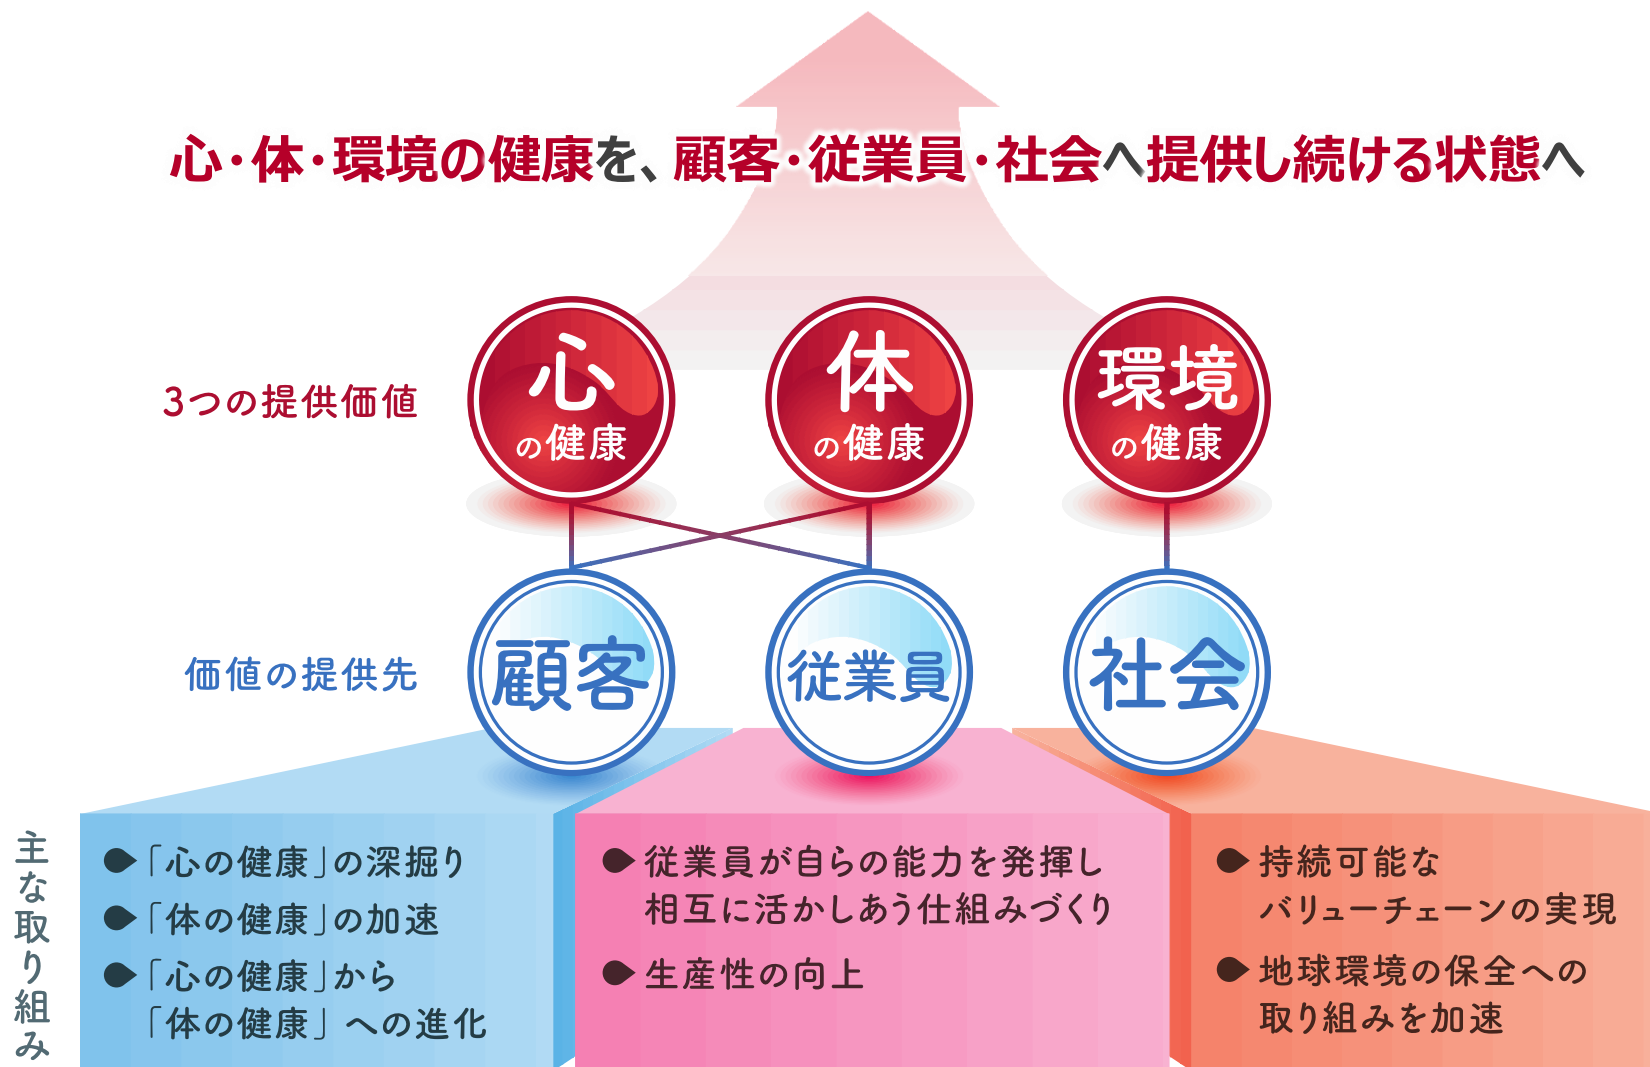 心・体・環境の健康を、顧客・従業員・社会へ提供し続ける状態へ
3つの提供価値
心
の健康
体
の健康
環境
の健康
価値の提供先
顧客
従業員
社会
主な取り組み
「心の健康」の深掘り
「体の健康」の加速
「心の健康」から
「体の健康」への進化
従業員が自らの能力を発揮し
相互に活かしあう仕組みづくり
生産性の向上
持続可能な
バリューチェーンの実現
地球環境の保全への
取り組みを加速